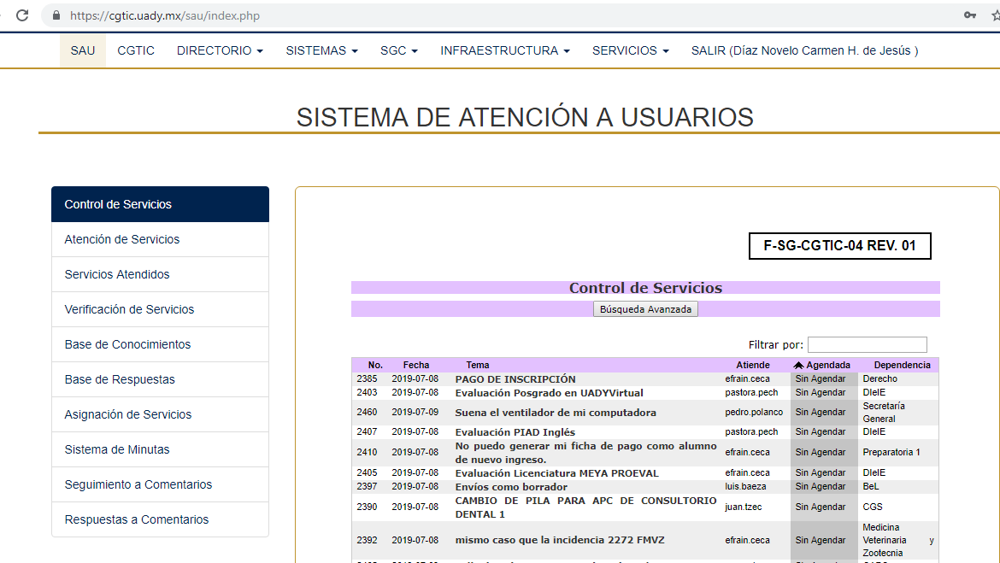 https://cgtic.uady.mx/sau/index.php
SAU CGTIC DIRECTORIO SISTEMAS SGC INFRAESTRUCTURA SERVICIOS SALIR (Díaz Novelo Carmen H. de Jesús )
SISTEMA DE ATENCIÓN A USUARIOS
Control de Servicios
Atención de Servicios
Servicios Atendidos
Verificación de Servicios
Base de Conocimientos
Base de Respuestas
Asignación de Servicios
Sistema de Minutas
Seguimiento a Comentarios
Respuestas a Comentarios
F-SG-CGTIC-04 REV. 01
Control de Servicios
Búsqueda Avanzada
Filtrar por:
No. Fecha Tema Atiende Agendada Dependencia
2385 2019-07-08 PAGO DE INSCRIPCIÓN efrain.ceca Sin Agendar Derecho
2403 2019-07-08 Evaluación Posgrado en UADYVirtual pastora.pech Sin Agendar DIeIE
2460 2019-07-09 Suena el ventilador de mi computadora pedro.polanco Sin Agendar Secretaría
General
2407 2019-07-08 Evaluación PIAD Inglés pastora.pech Sin Agendar DIeIE
2410 2019-07-08 No puedo generar mi ficha de pago como alumno efrain.ceca Sin Agendar Preparatoria 1
de nuevo ingreso.
2405 2019-07-08 Evaluación Licenciatura MEYA PROEVAL efrain.ceca Sin Agendar DIeIE
2397 2019-07-08 Envíos como borrador luis.baeza Sin Agendar BeL
2390 2019-07-08 CAMBIO DE PILA PARA APC DE CONSULTORIO juan.tzec Sin Agendar CGS
DENTAL 1
2392 2019-07-08 mismo caso que la incidencia 2272 FMVZ efrain.ceca Sin Agendar Medicina
Veterinaria y
Zootecnia